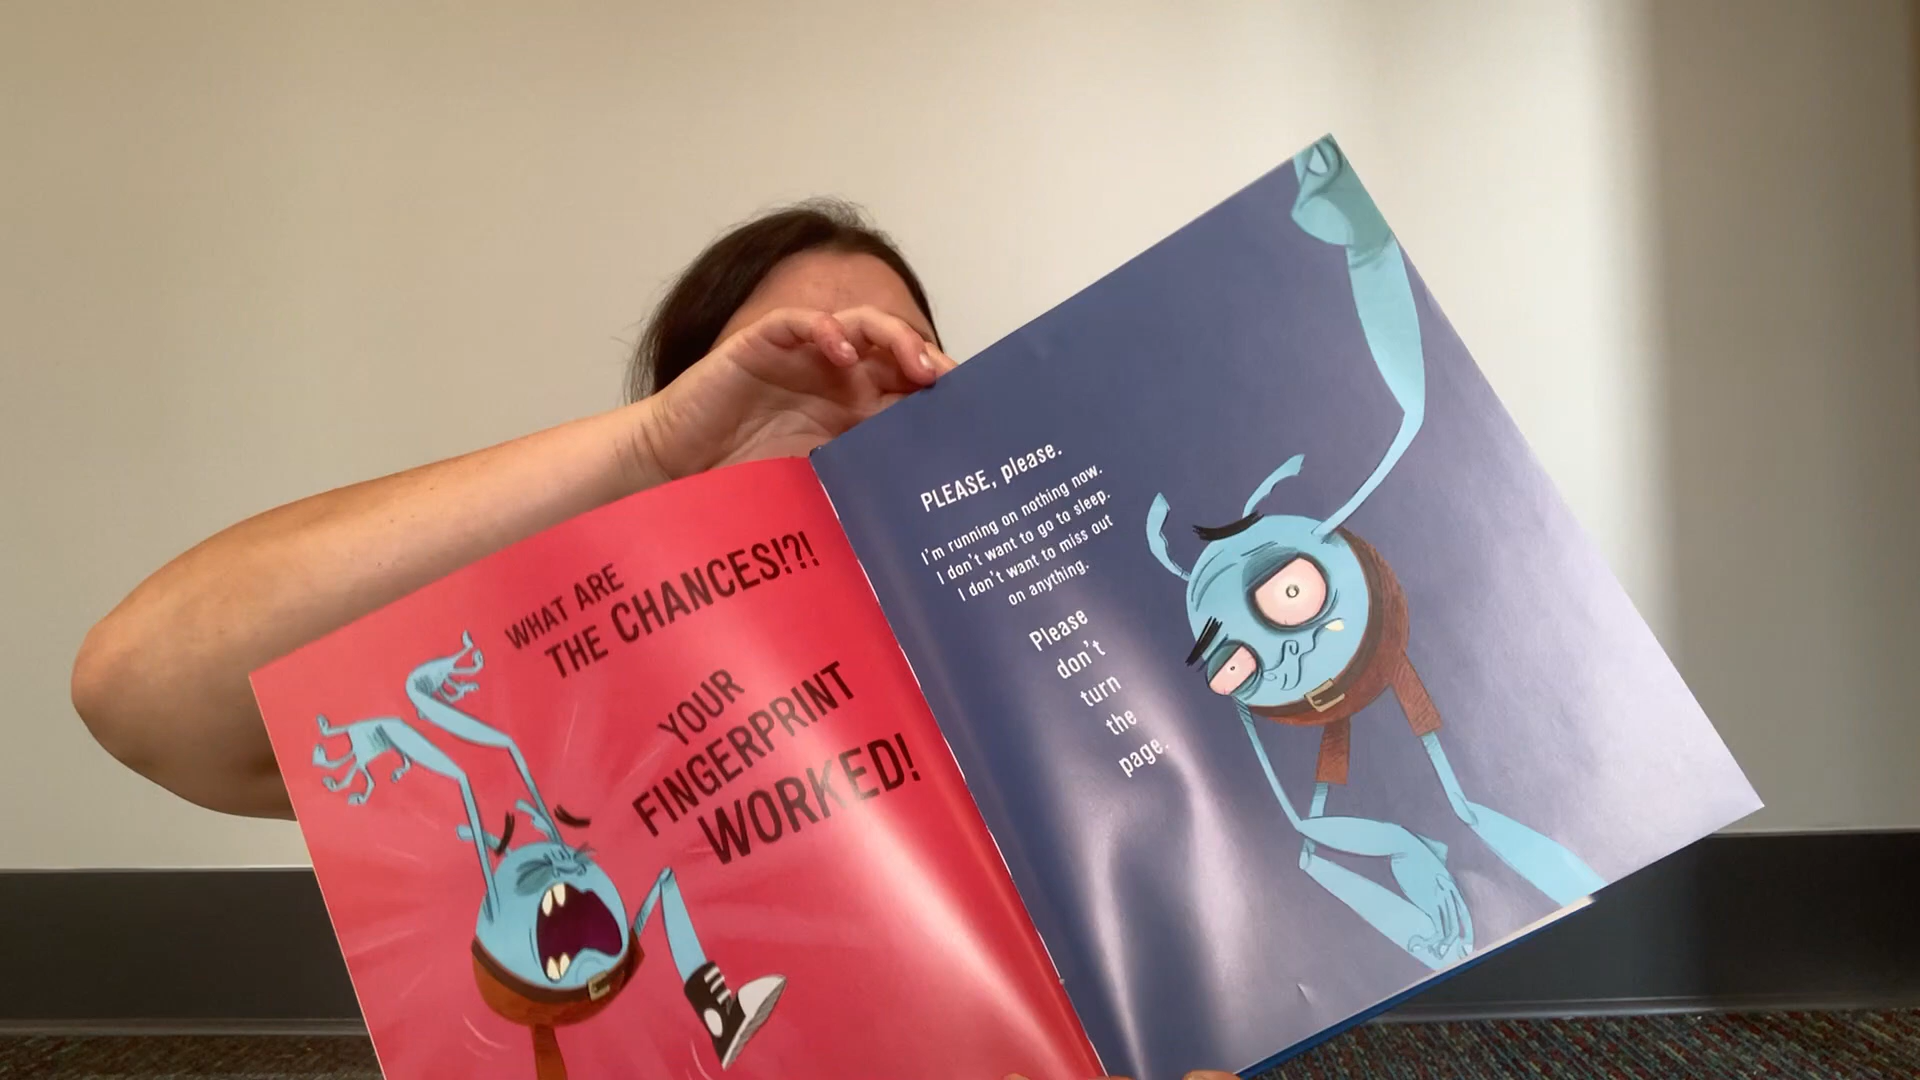 WHAT ARE
THE CHANCES!?!
YOUR
FINGERPRINT
WORKED!
PLEASE, please.
I'm running on nothing now.
I don't want to go to sleep.
I don't want to miss out
on anything.
Please
don't
turn
the
page.